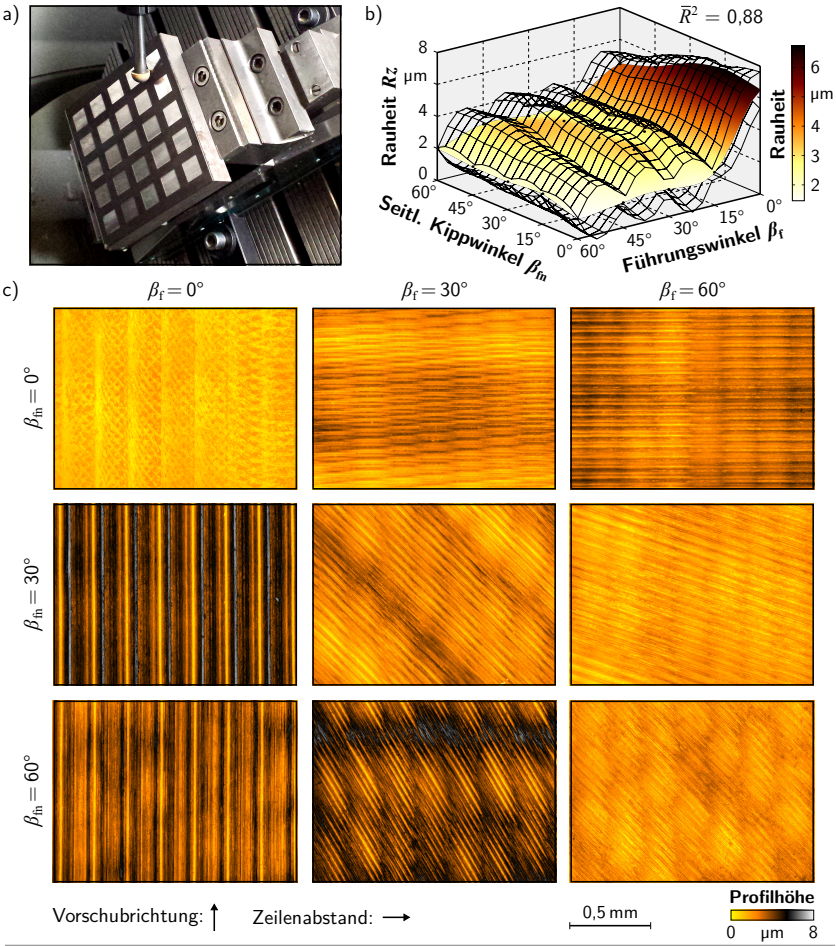 a)
b)
R̄² = 0,88
Rauheit Rz
8
µm
4
2
0
60°
45°
30°
15°
0°
Seitl. Kippwinkel βfn
60°
45°
30°
15°
0°
Führungswinkel βf
Rauheit
6
µm
4
3
2
c)
βf = 0°
βf = 30°
βf = 60°
βfn = 0°
βfn = 30°
βfn = 60°
Vorschubrichtung: ↑
Zeilenabstand: →
0,5 mm
Profilhöhe
0 µm 8